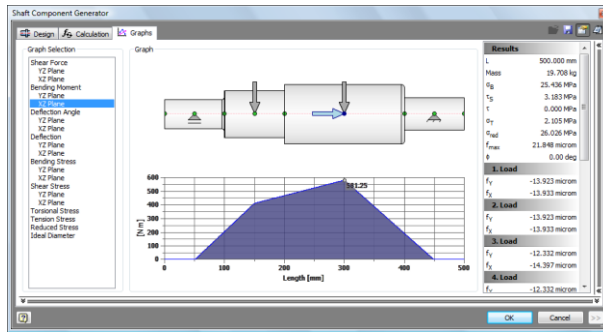 Shaft Component Generator
Design
Calculation
Graphs
Graph Selection
Shear Force
YZ Plane
XZ Plane
Bending Moment
YZ Plane
XZ Plane
Deflection Angle
YZ Plane
XZ Plane
Deflection
YZ Plane
XZ Plane
Bending Stress
YZ Plane
XZ Plane
Shear Stress
YZ Plane
XZ Plane
Torsional Stress
Tension Stress
Reduced Stress
Ideal Diameter
Graph
600
500
400
300
200
100
0
[N m]
581.25
0 100 200 300 400 500
Length [mm]
Results
L 500.000 mm
Mass 19.708 kg
σB 25.436 MPa
τS 3.183 MPa
τ 0.000 MPa
σT 2.105 MPa
σred 26.026 MPa
fmax 21.848 microm
ϕ 0.00 deg
1. Load
fY -13.923 microm
fX -13.933 microm
2. Load
fY -13.923 microm
fX -13.933 microm
3. Load
fY -12.332 microm
fX -14.397 microm
4. Load
fY -12.332 microm
OK
Cancel
>>